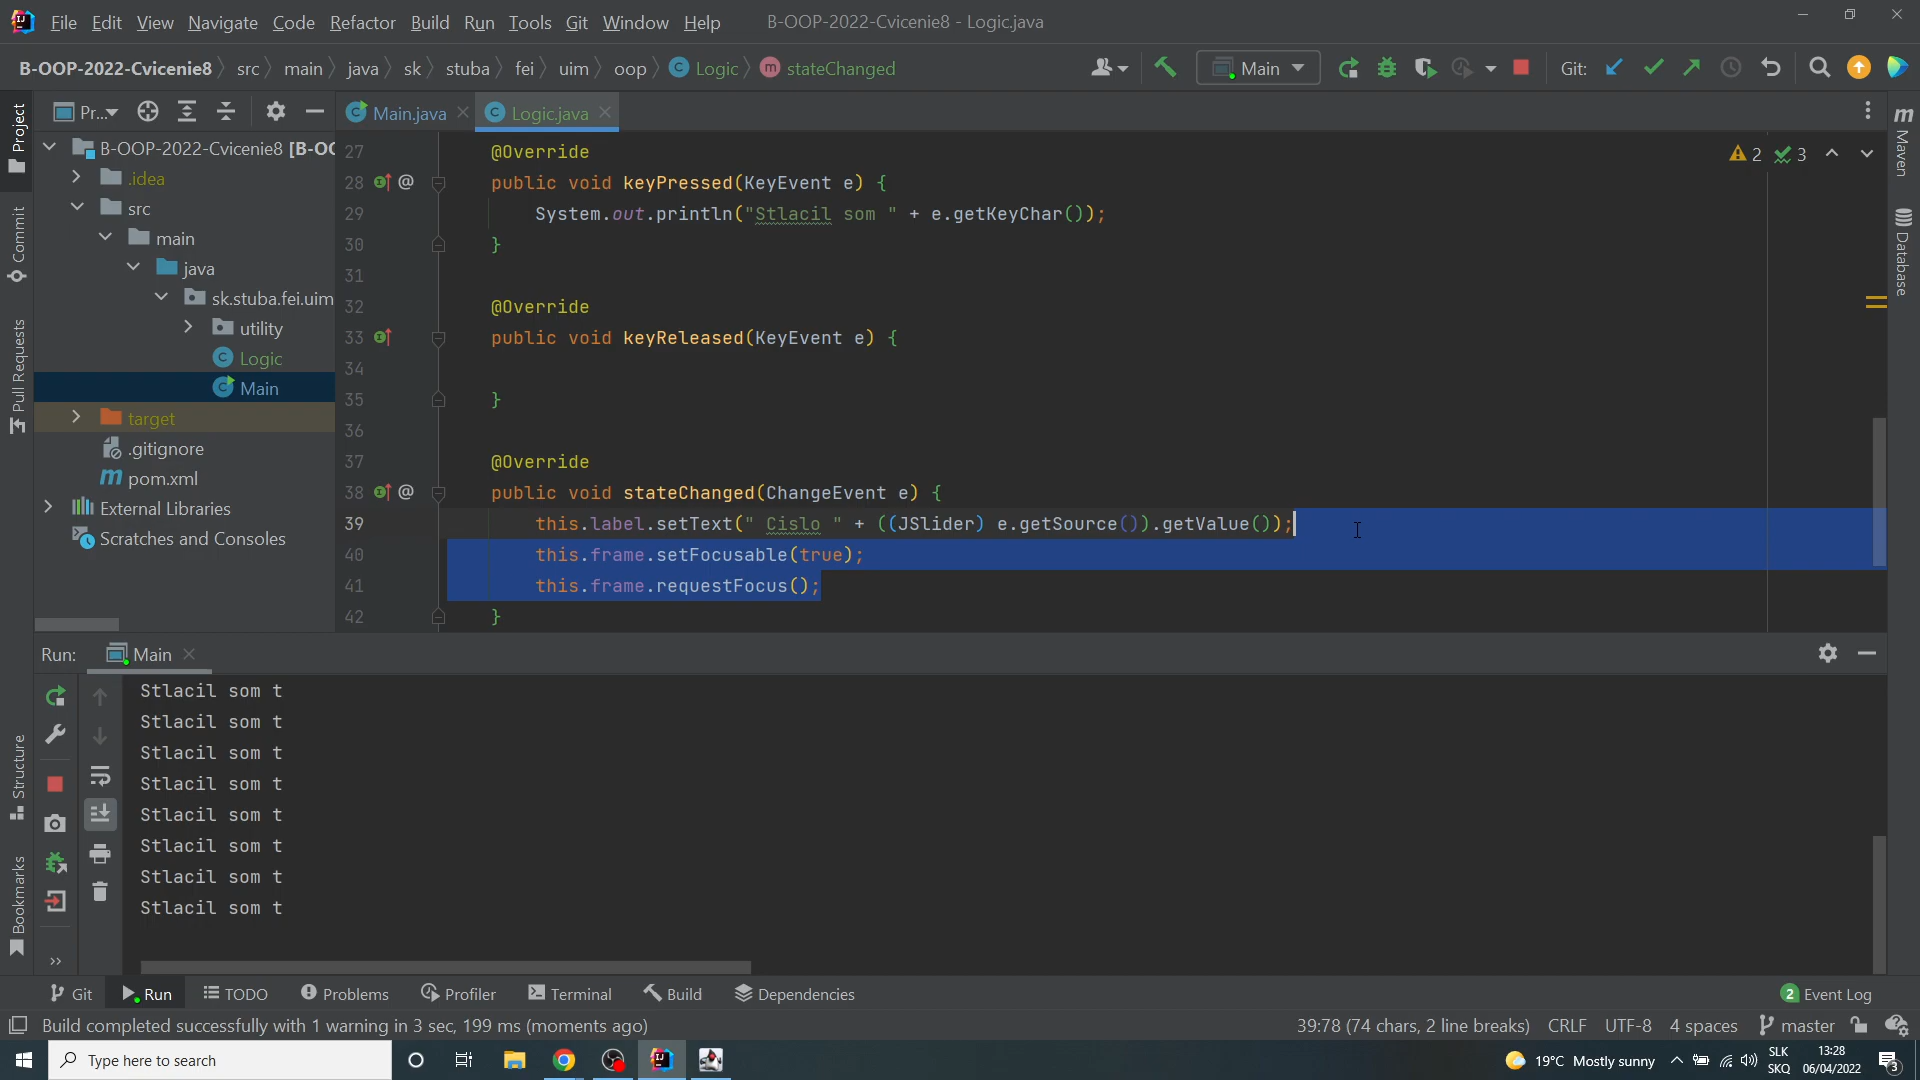 File Edit View Navigate Code Refactor Build Run Tools Git Window Help B-OOP-2022-Cvicenie8 - Logic.java
B-OOP-2022-Cvicenie8 src main java sk stuba fei uim oop Logic stateChanged Main Git:
Pr... Main.java Logic.java
Project
Commit
Pull Requests
Structure
Bookmarks
B-OOP-2022-Cvicenie8 [B-OO
.idea
src
main
java
sk.stuba.fei.uim
utility
Logic
Main
target
.gitignore
pom.xml
External Libraries
Scratches and Consoles
27 @Override
28 @ public void keyPressed(KeyEvent e) {
29 System.out.println("Stlacil som " + e.getKeyChar());
30 }
31
32 @Override
33 public void keyReleased(KeyEvent e) {
34
35 }
36
37 @Override
38 @ public void stateChanged(ChangeEvent e) {
39 this.label.setText(" Cislo " + ((JSlider) e.getSource()).getValue());
40 this.frame.setFocusable(true);
41 this.frame.requestFocus();
42 }
2 3
Maven
Database
Run: Main
Stlacil som t
Stlacil som t
Stlacil som t
Stlacil som t
Stlacil som t
Stlacil som t
Stlacil som t
Stlacil som t
Git Run TODO Problems Profiler Terminal Build Dependencies 2 Event Log
Build completed successfully with 1 warning in 3 sec, 199 ms (moments ago) 39:78 (74 chars, 2 line breaks) CRLF UTF-8 4 spaces master
Type here to search 19°C Mostly sunny SLK 13:28
SKQ 06/04/2022 3